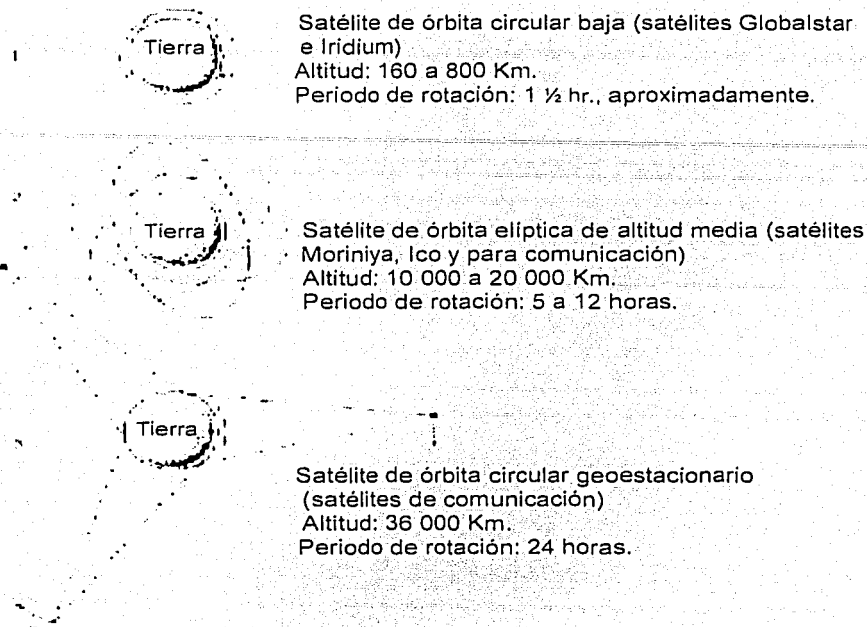 Tierra
Satélite de órbita circular baja (satélites Globalstar
e Iridium)
Altitud: 160 a 800 Km.
Periodo de rotación: 1 ½ hr., aproximadamente.
Tierra
Satélite de órbita elíptica de altitud media (satélites
Moriniya, Ico y para comunicación)
Altitud: 10 000 a 20 000 Km.
Periodo de rotación: 5 a 12 horas.
Tierra
Satélite de órbita circular geoestacionario
(satélites de comunicación)
Altitud: 36 000 Km.
Periodo de rotación: 24 horas.